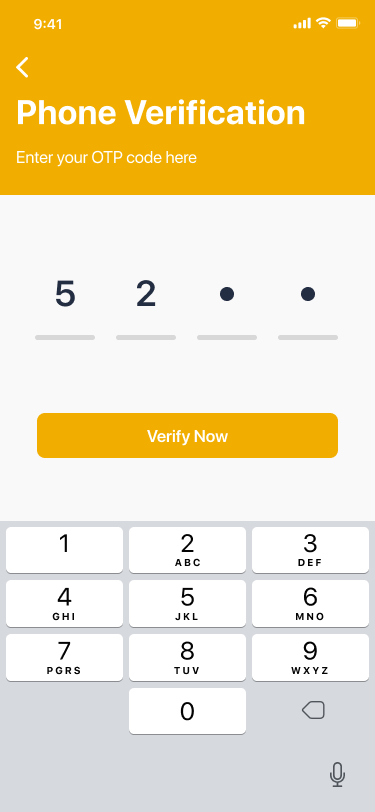 9:41
Phone Verification
Enter your OTP code here
5 2 • •
Verify Now
1 2 3
ABC DEF
4 5 6
GHI JKL MNO
7 8 9
PGRS TUV WXYZ
0